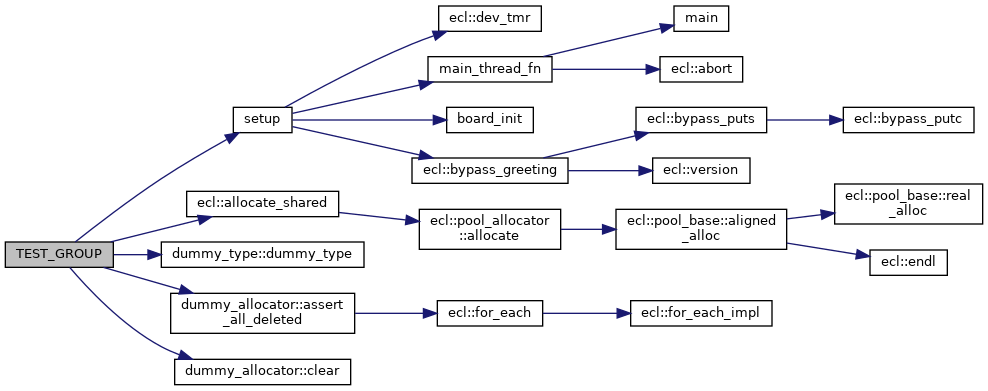 TEST_GROUP
setup
ecl::dev_tmr
main_thread_fn
main
ecl::abort
board_init
ecl::bypass_greeting
ecl::bypass_puts
ecl::bypass_putc
ecl::version
ecl::allocate_shared
ecl::pool_allocator
::allocate
ecl::pool_base::aligned
_alloc
ecl::pool_base::real
_alloc
ecl::endl
dummy_type::dummy_type
dummy_allocator::assert
_all_deleted
ecl::for_each
ecl::for_each_impl
dummy_allocator::clear